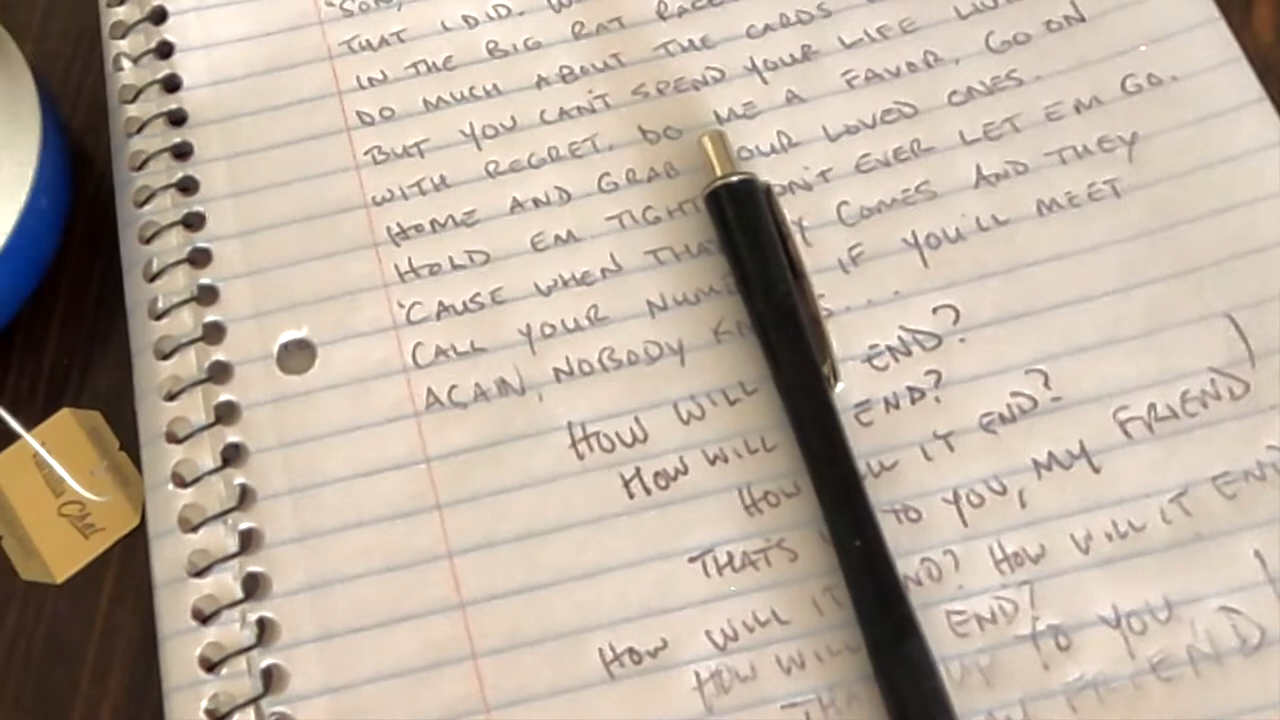 "SON,
THAT I DID.
IN THE BIG RAT RACE
DO MUCH ABOUT THE CARDS
BUT YOU CAN'T SPEND YOUR LIFE
WITH REGRET. DO ME A FAVOR, GO ON
HOME AND GRAB YOUR LOVED ONES.
HOLD EM TIGHT DON'T EVER LET EM GO.
'CAUSE WHEN THAT COMES AND THEY
CALL YOUR IF YOU'LL MEET
AGAIN, NOBODY
HOW WILL END?
HOW WILL END?
HOW IT END?
THAT'S TO YOU, MY FRIEND
HOW WILL IT END? HOW WILL IT END
HOW WILL END?
TO YOU
FRIEND
Chai